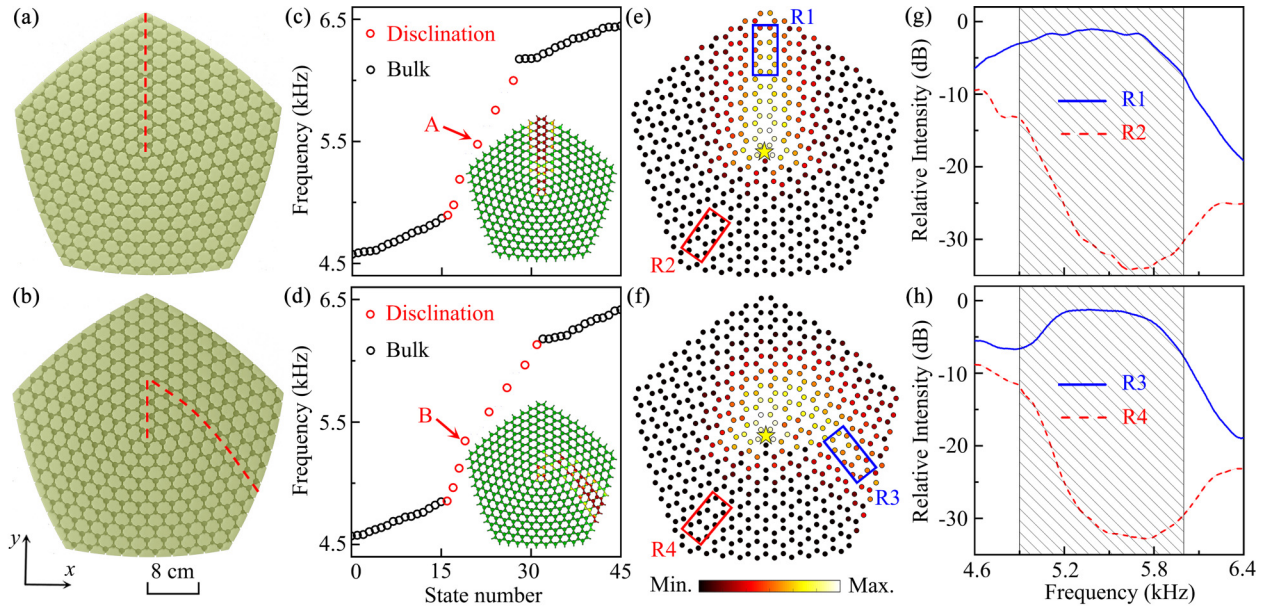 (a)
(b)
y
x
8 cm
(c)
6.5
5.5
4.5
Frequency (kHz)
Disclination
Bulk
A
(d)
6.5
5.5
4.5
Frequency (kHz)
Disclination
Bulk
B
0 15 30 45
State number
(e)
R1
R2
(f)
R3
R4
Min. Max.
(g)
0
-10
-20
-30
Relative Intensity (dB)
R1
R2
(h)
0
-10
-20
-30
Relative Intensity (dB)
R3
R4
4.6 5.2 5.8 6.4
Frequency (kHz)